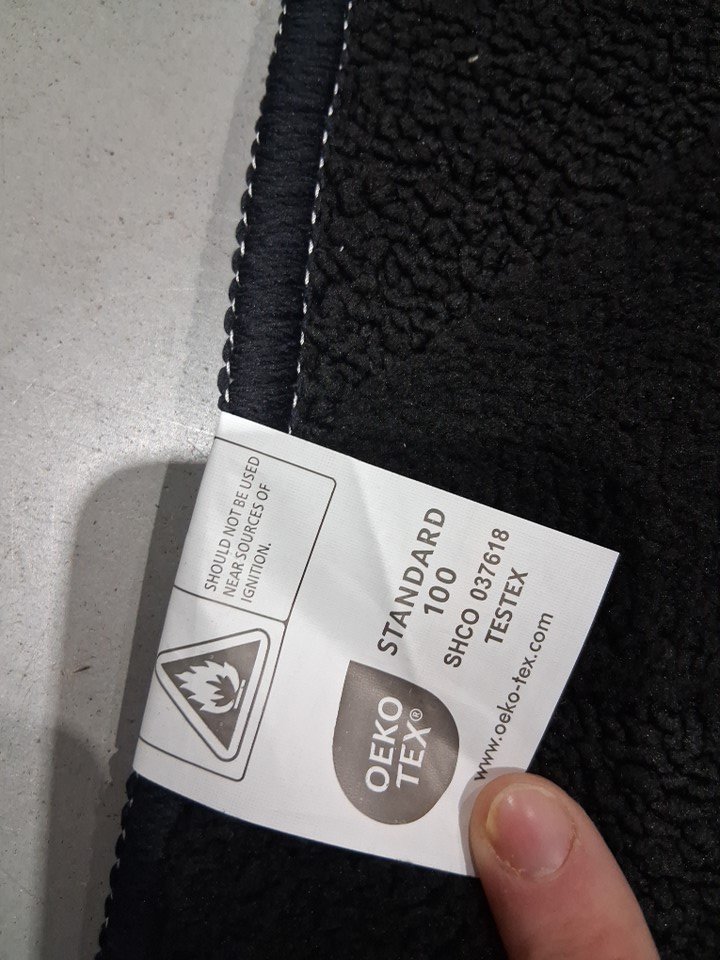 SHOULD NOT BE USED
NEAR SOURCES OF
IGNITION.
OEKO
TEX®
STANDARD
100
SHCO 037618
TESTEX
www.oeko-tex.com